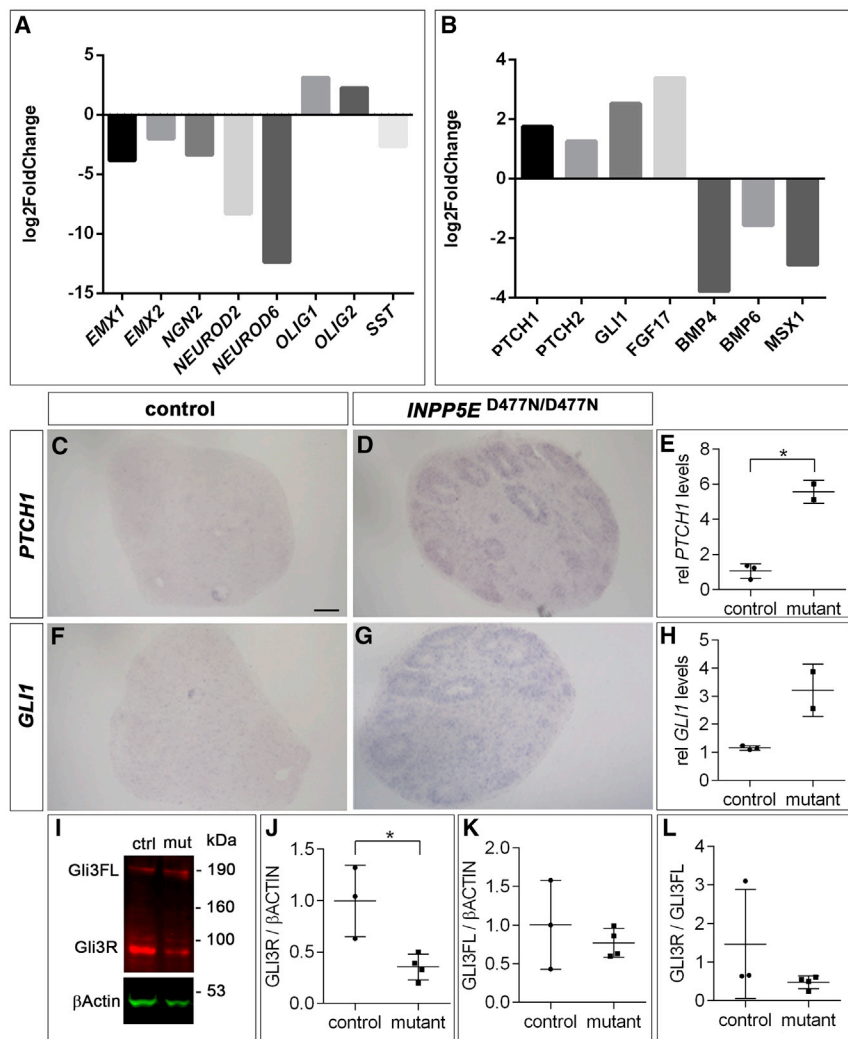 A
log2FoldChange
5
0
-5
-10
-15
EMX1
EMX2
NGN2
NEUROD2
NEUROD6
OLIG1
OLIG2
SST
B
log2FoldChange
4
2
0
-2
-4
PTCH1
PTCH2
GLI1
FGF17
BMP4
BMP6
MSX1
control
INPP5E D477N/D477N
PTCH1
C
D
E
rel PTCH1 levels
8
6
4
2
0
*
control
mutant
GLI1
F
G
H
rel GLI1 levels
5
4
3
2
1
0
control
mutant
I
ctrl
mut
kDa
Gli3FL
- 190
160
Gli3R
- 100
βActin
- 53
J
GLI3R / βACTIN
1.5
1.0
0.5
0.0
*
control
mutant
K
GLI3FL / βACTIN
2.0
1.5
1.0
0.5
0.0
control
mutant
L
GLI3R / GLI3FL
4
3
2
1
0
control
mutant